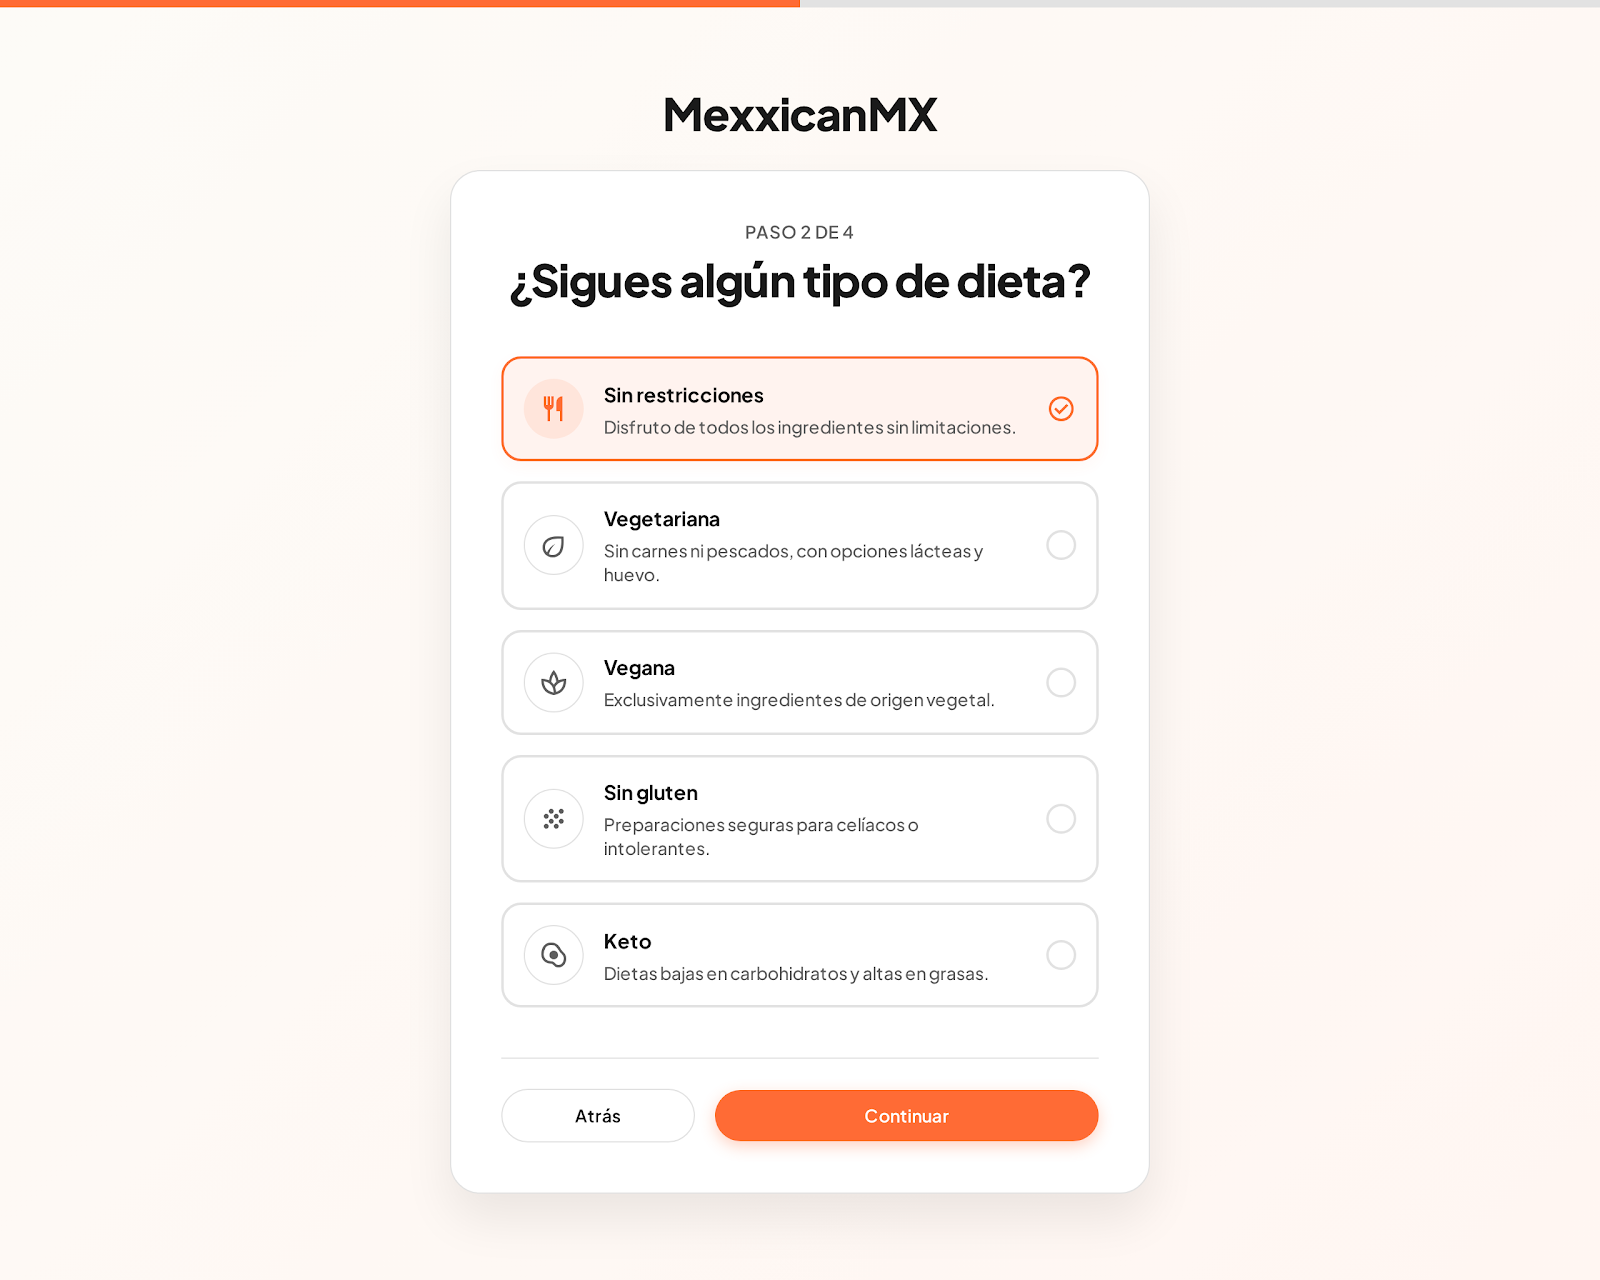 MexxicanMX
PASO 2 DE 4
¿Sigues algún tipo de dieta?
Sin restricciones
Disfruto de todos los ingredientes sin limitaciones.
Vegetariana
Sin carnes ni pescados, con opciones lácteas y
huevo.
Vegana
Exclusivamente ingredientes de origen vegetal.
Sin gluten
Preparaciones seguras para celíacos o
intolerantes.
Keto
Dietas bajas en carbohidratos y altas en grasas.
Atrás
Continuar